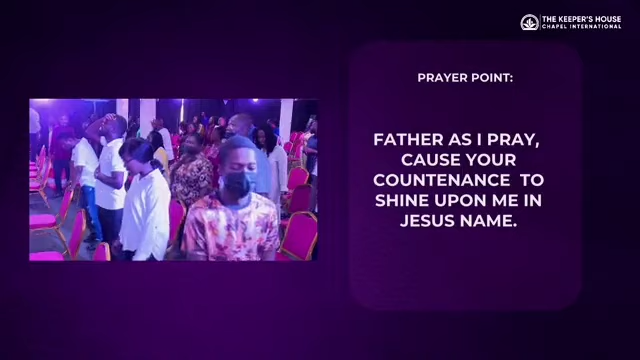 THE KEEPER'S HOUSE
CHAPEL INTERNATIONAL
PRAYER POINT:
FATHER AS I PRAY,
CAUSE YOUR
COUNTENANCE TO
SHINE UPON ME IN
JESUS NAME.